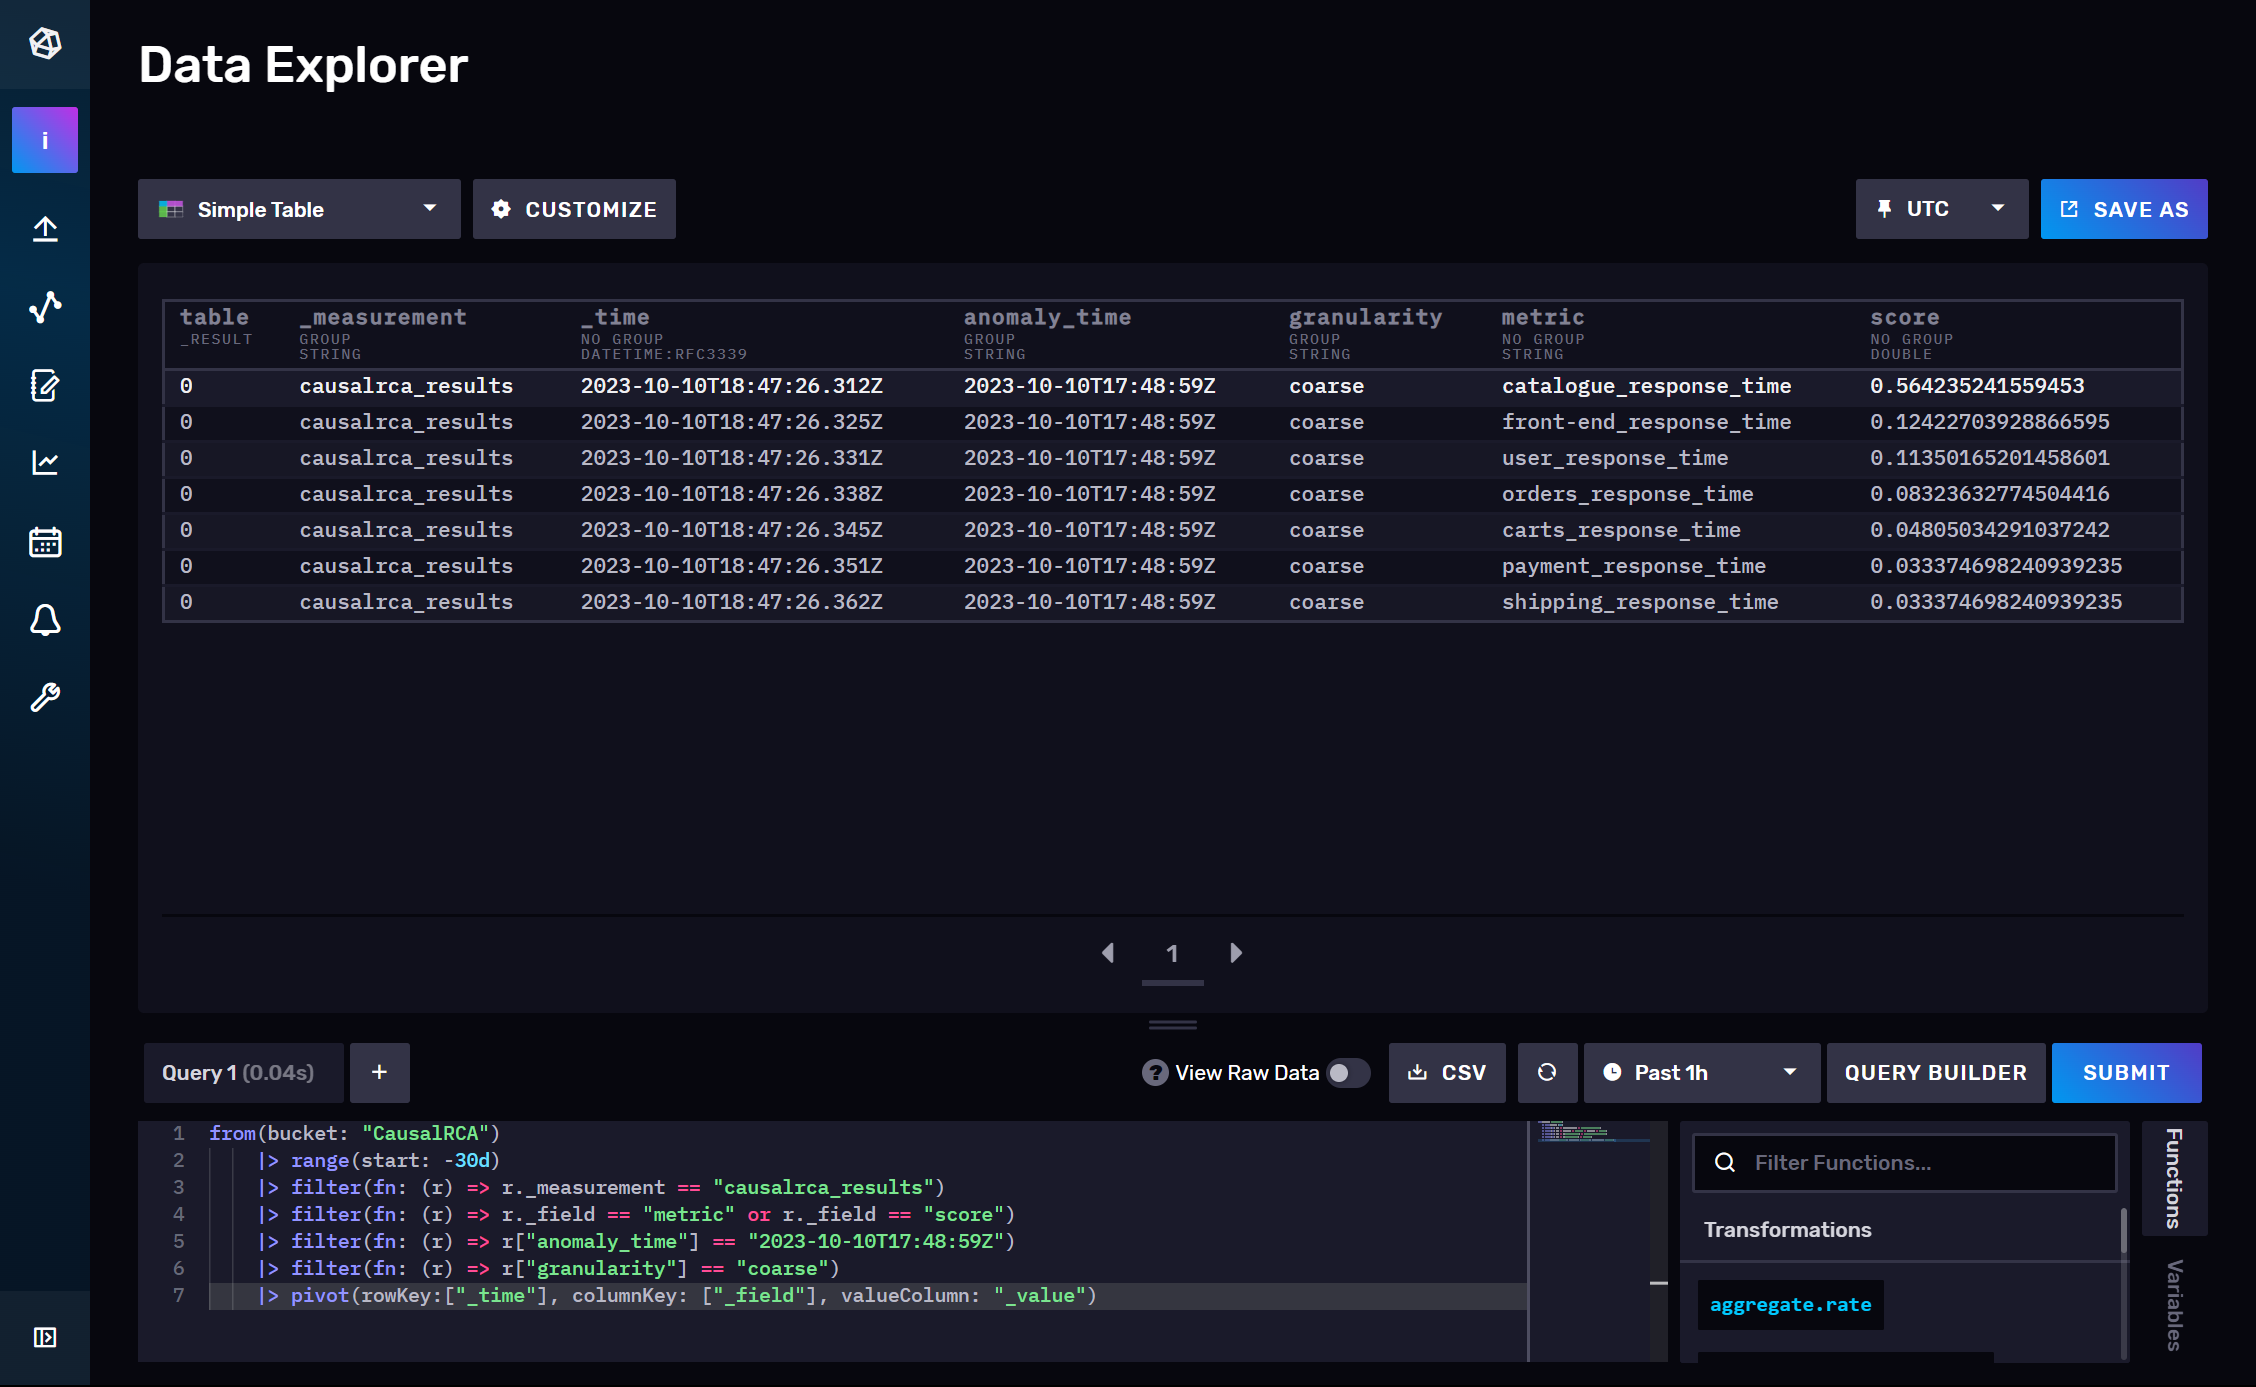 Data Explorer
i
Simple Table
CUSTOMIZE
UTC
SAVE AS
table _measurement _time anomaly_time granularity metric score
_RESULT GROUP NO GROUP GROUP GROUP NO GROUP NO GROUP
STRING DATETIME:RFC3339 STRING STRING STRING DOUBLE
0 causalrca_results 2023-10-10T18:47:26.312Z 2023-10-10T17:48:59Z coarse catalogue_response_time 0.564235241559453
0 causalrca_results 2023-10-10T18:47:26.325Z 2023-10-10T17:48:59Z coarse front-end_response_time 0.12422703928866595
0 causalrca_results 2023-10-10T18:47:26.331Z 2023-10-10T17:48:59Z coarse user_response_time 0.11350165201458601
0 causalrca_results 2023-10-10T18:47:26.338Z 2023-10-10T17:48:59Z coarse orders_response_time 0.08323632774504416
0 causalrca_results 2023-10-10T18:47:26.345Z 2023-10-10T17:48:59Z coarse carts_response_time 0.04805034291037242
0 causalrca_results 2023-10-10T18:47:26.351Z 2023-10-10T17:48:59Z coarse payment_response_time 0.033374698240939235
0 causalrca_results 2023-10-10T18:47:26.362Z 2023-10-10T17:48:59Z coarse shipping_response_time 0.033374698240939235
1
Query 1 (0.04s)
+
? View Raw Data
CSV
Past 1h
QUERY BUILDER
SUBMIT
1 from(bucket: "CausalRCA")
2 |> range(start: -30d)
3 |> filter(fn: (r) => r._measurement == "causalrca_results")
4 |> filter(fn: (r) => r._field == "metric" or r._field == "score")
5 |> filter(fn: (r) => r["anomaly_time"] == "2023-10-10T17:48:59Z")
6 |> filter(fn: (r) => r["granularity"] == "coarse")
7 |> pivot(rowKey:["_time"], columnKey: ["_field"], valueColumn: "_value")
Filter Functions...
Transformations
aggregate.rate
Functions
Variables